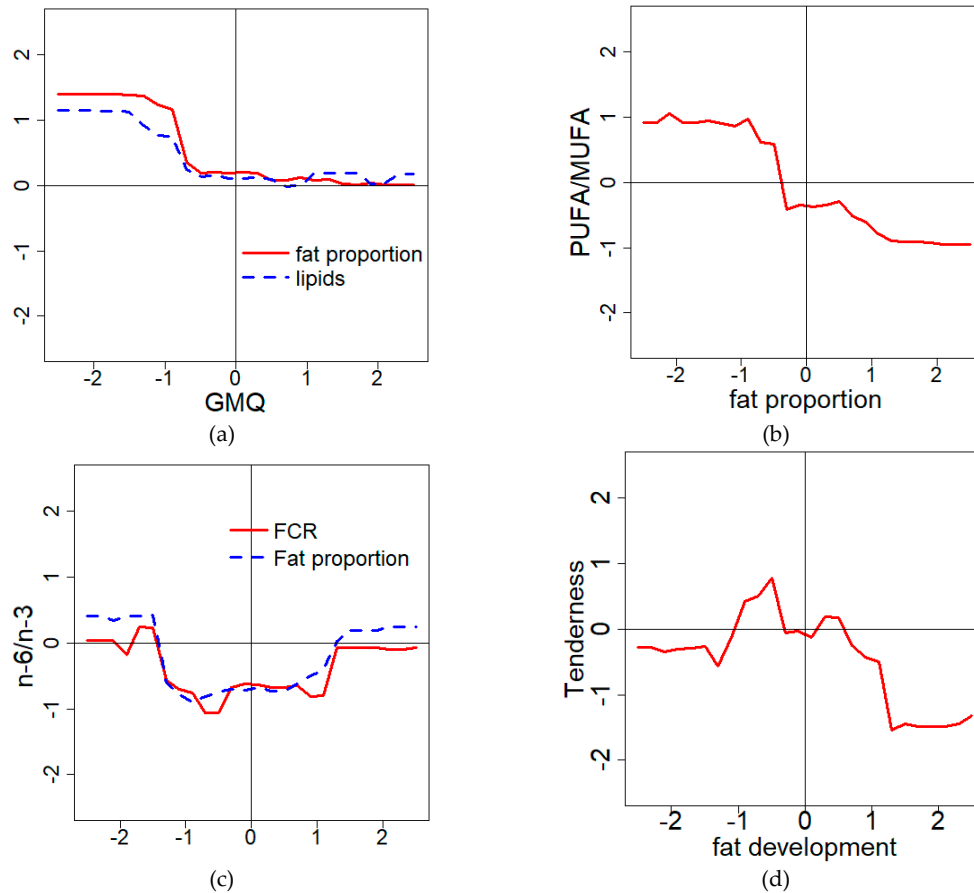 2
1
0
-1
-2
fat proportion
lipids
-2 -1 0 1 2
GMQ
(a)
PUFA/MUFA
2
1
0
-1
-2
-2 -1 0 1 2
fat proportion
(b)
n-6/n-3
2
1
0
-1
-2
FCR
Fat proportion
-2 -1 0 1 2
(c)
Tenderness
2
1
0
-1
-2
-2 -1 0 1 2
fat development
(d)